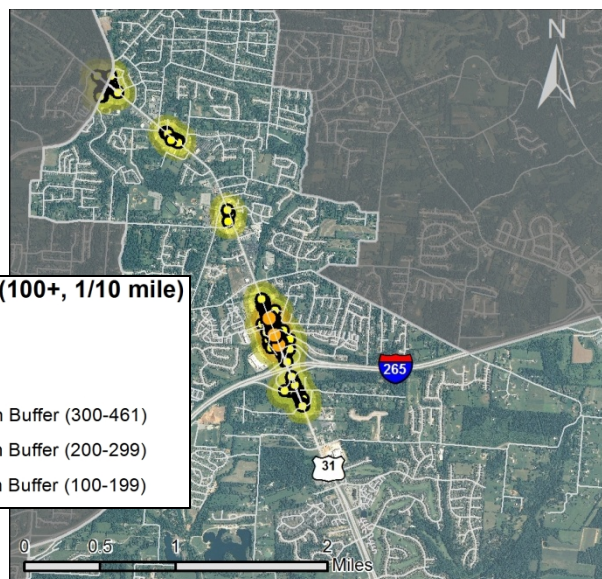 N
(100+, 1/10 mile)
265
Buffer (300-461)
Buffer (200-299)
Buffer (100-199)
31
0 0.5 1 2
Miles